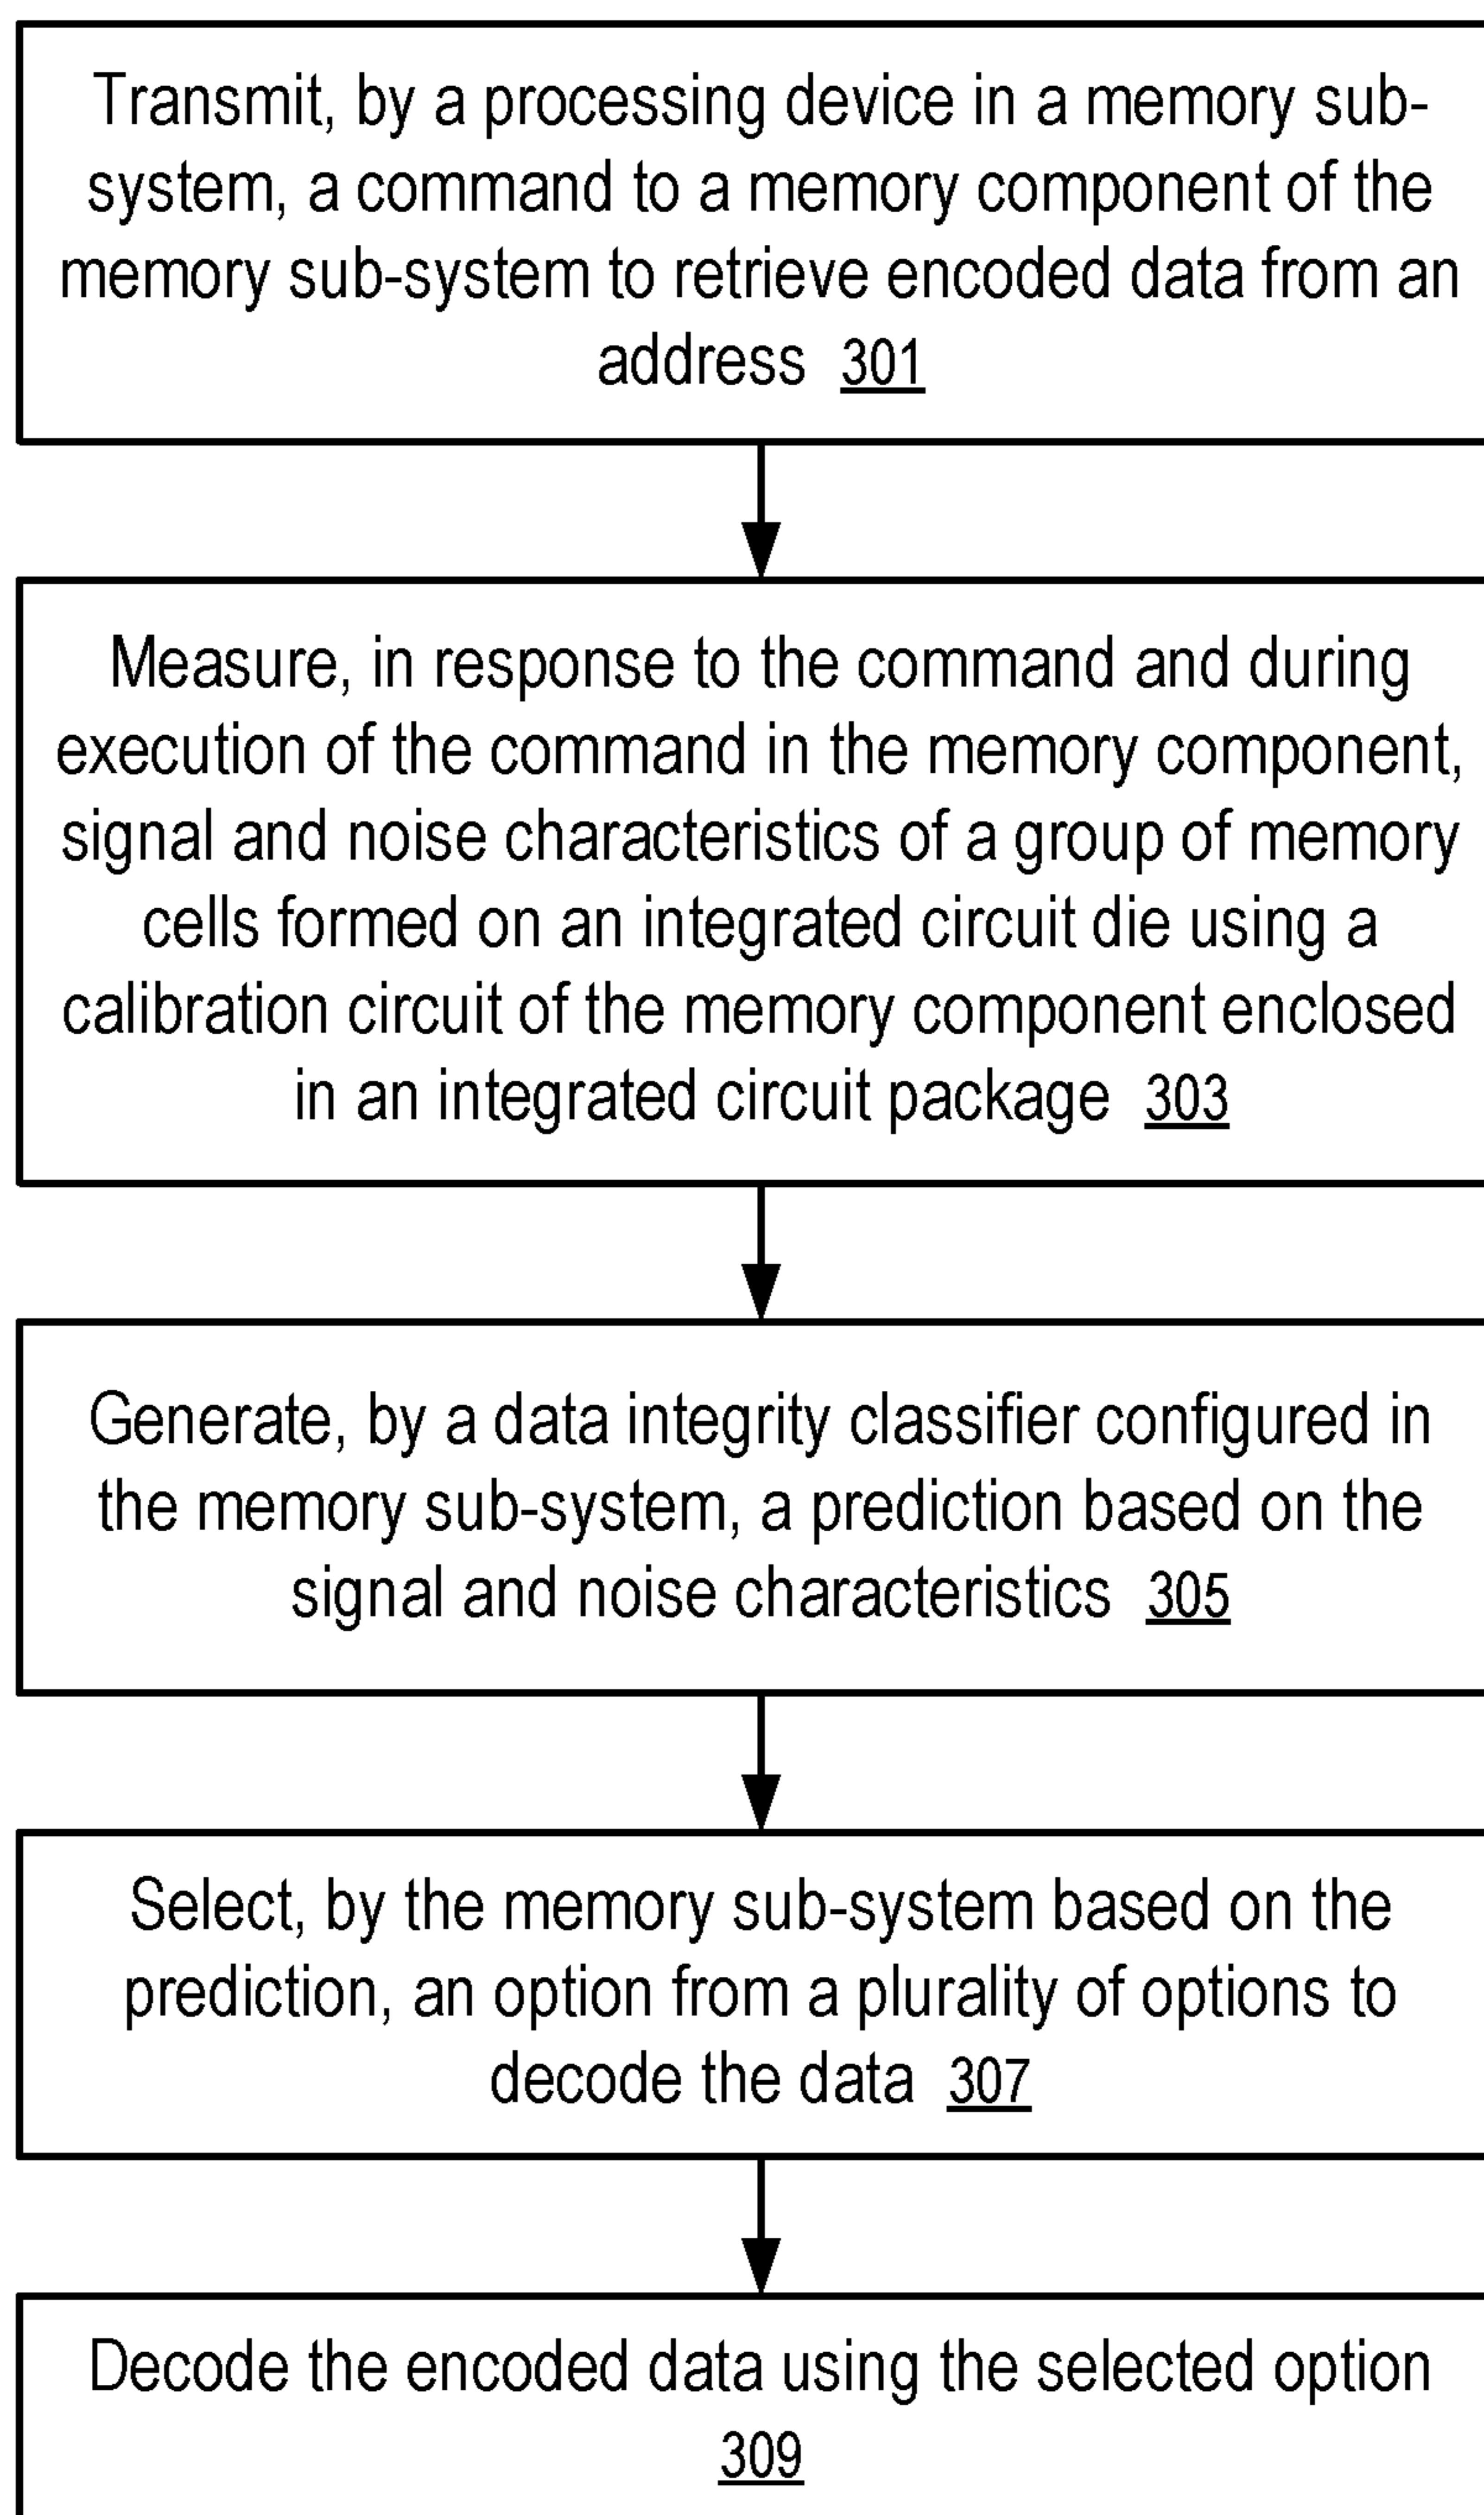 Transmit, by a processing device in a memory sub-
system, a command to a memory component of the
memory sub-system to retrieve encoded data from an
address 301
Measure, in response to the command and during
execution of the command in the memory component,
signal and noise characteristics of a group of memory
cells formed on an integrated circuit die using a
calibration circuit of the memory component enclosed
in an integrated circuit package 303
Generate, by a data integrity classifier configured in
the memory sub-system, a prediction based on the
signal and noise characteristics 305
Select, by the memory sub-system based on the
prediction, an option from a plurality of options to
decode the data 307
Decode the encoded data using the selected option
309